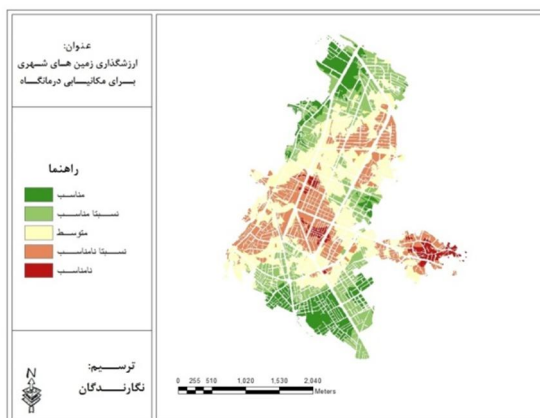 عنوان:
ارزشگذاری زمین های شهری
برای مکانیابی درمانگاه
راهنما
مناسب
نسبتا مناسب
متوسط
نسبتا نامناسب
نامناسب
ترسیم:
نگارندگان
N
0 255 510 1,020 1,530 2,040
Meters